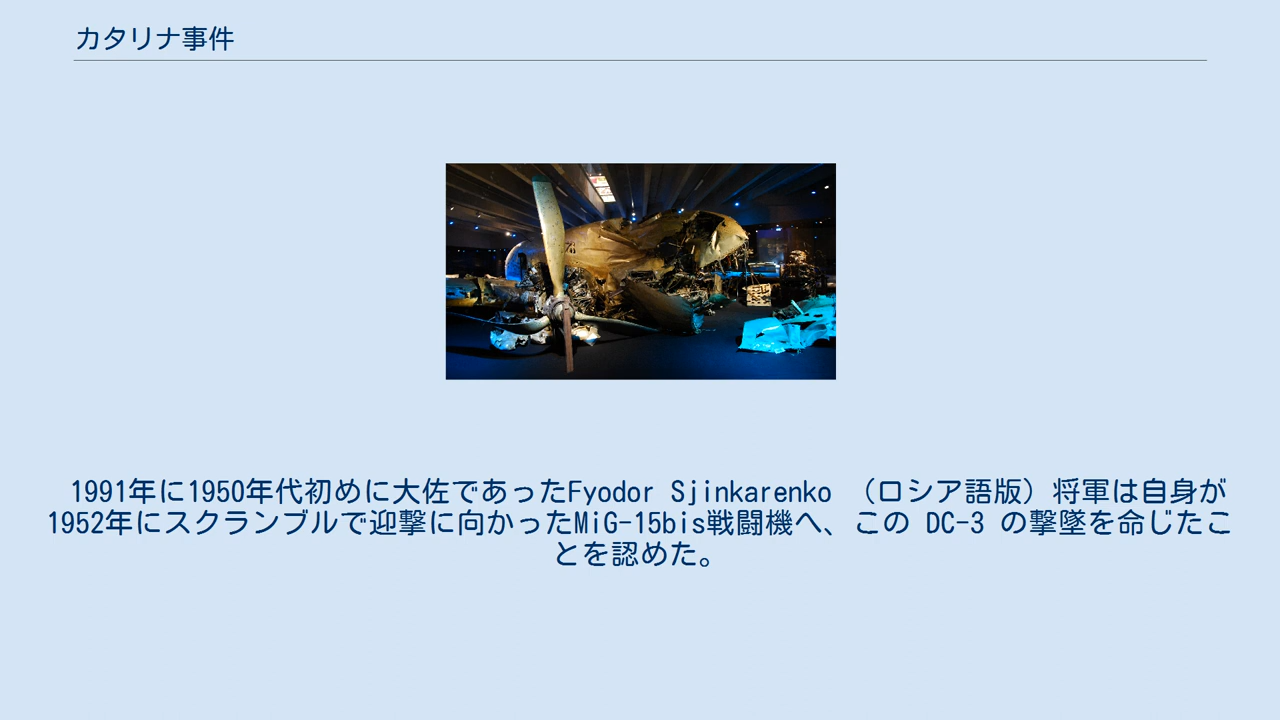 カタリナ事件
1991年に1950年代初めに大佐であったFyodor Sjinkarenko （ロシア語版）将軍は自身が
1952年にスクランブルで迎撃に向かったMiG-15bis戦闘機へ、この DC-3 の撃墜を命じたこ
とを認めた。